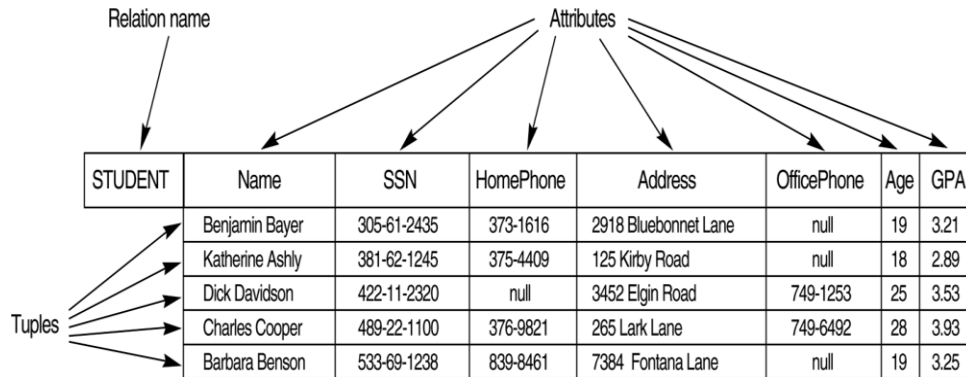 Relation name Attributes
STUDENT Name SSN HomePhone Address OfficePhone Age GPA
Benjamin Bayer 305-61-2435 373-1616 2918 Bluebonnet Lane null 19 3.21
Katherine Ashly 381-62-1245 375-4409 125 Kirby Road null 18 2.89
Dick Davidson 422-11-2320 null 3452 Elgin Road 749-1253 25 3.53
Tuples Charles Cooper 489-22-1100 376-9821 265 Lark Lane 749-6492 28 3.93
Barbara Benson 533-69-1238 839-8461 7384 Fontana Lane null 19 3.25